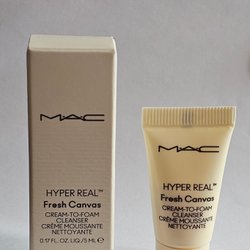 MAC
HYPER REAL™
Fresh Canvas
CREAM-TO-FOAM
CLEANSER
CRÈME MOUSSANTE
NETTOYANTE
0.17 FL.OZ. LIQ./5 ML ℮
MAC
HYPER REAL™
Fresh Canvas
CREAM-TO-FOAM
CLEANSER
CRÈME MOUSSANTE
NETTOYANTE